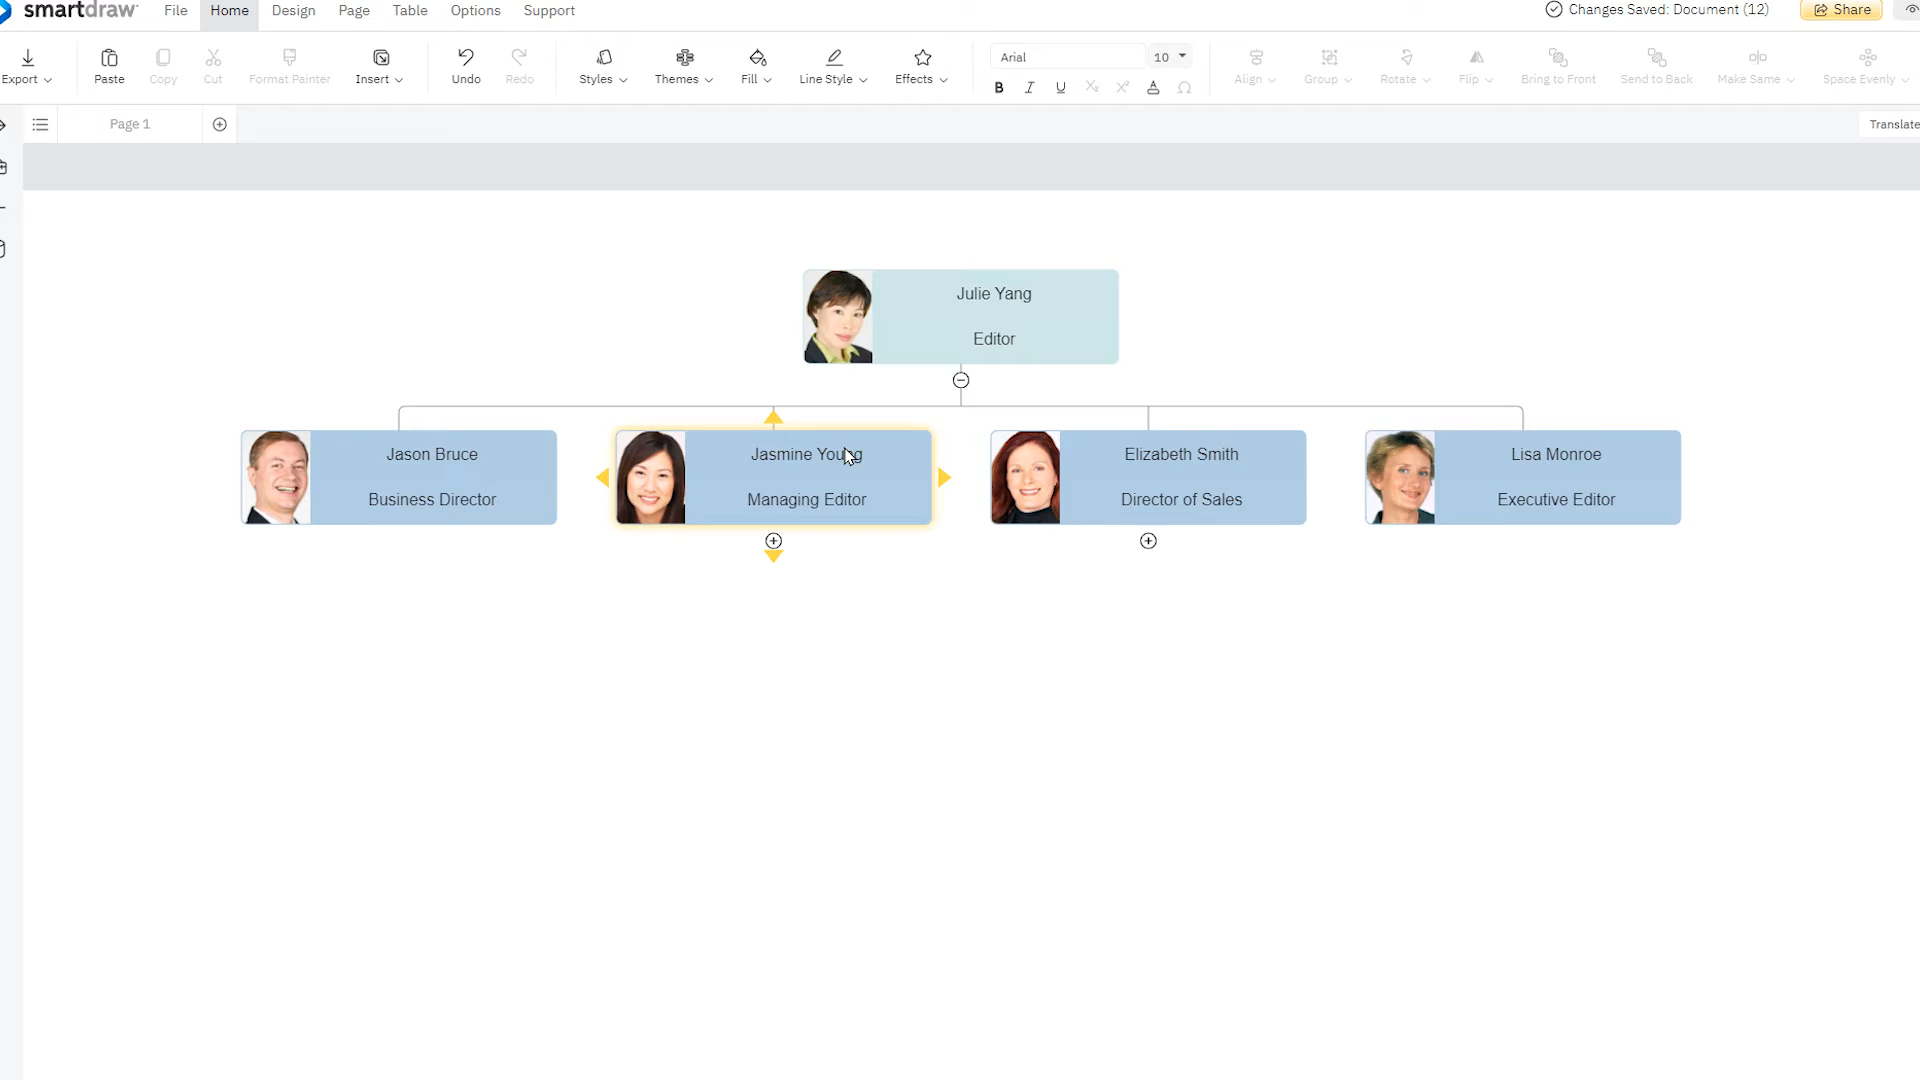 smartdraw
File Home Design Page Table Options Support
Changes Saved: Document (12)
Share
Export Paste Copy Cut Format Painter Insert Undo Redo Styles Themes Fill Line Style Effects
Arial 10
B I U X₂ X² A Ω
Align Group Rotate Flip Bring to Front Send to Back Make Same Space Evenly
Page 1
Translate
Julie Yang
Editor
Jason Bruce
Business Director
Jasmine Young
Managing Editor
Elizabeth Smith
Director of Sales
Lisa Monroe
Executive Editor